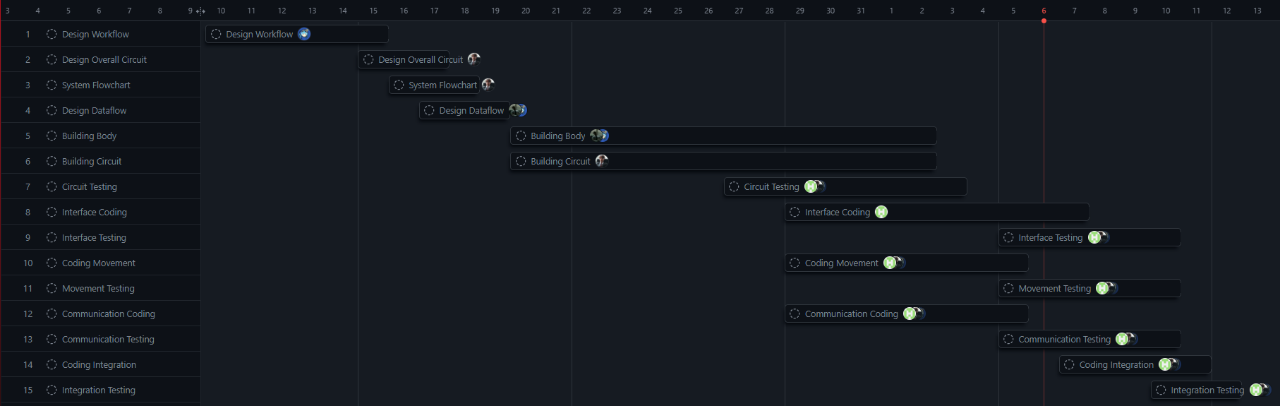 3 4 5 6 7 8 9 10 11 12 13 14 15 16 17 18 19 20 21 22 23 24 25 26 27 28 29 30 31 1 2 3 4 5 6 7 8 9 10 11 12 13
1 Design Workflow Design Workflow
2 Design Overall Circuit Design Overall Circuit
3 System Flowchart System Flowchart
4 Design Dataflow Design Dataflow
5 Building Body Building Body
6 Building Circuit Building Circuit
7 Circuit Testing Circuit Testing H
8 Interface Coding Interface Coding H
9 Interface Testing Interface Testing H
10 Coding Movement Coding Movement H
11 Movement Testing Movement Testing H
12 Communication Coding Communication Coding H
13 Communication Testing Communication Testing H
14 Coding Integration Coding Integration H
15 Integration Testing Integration Testing H